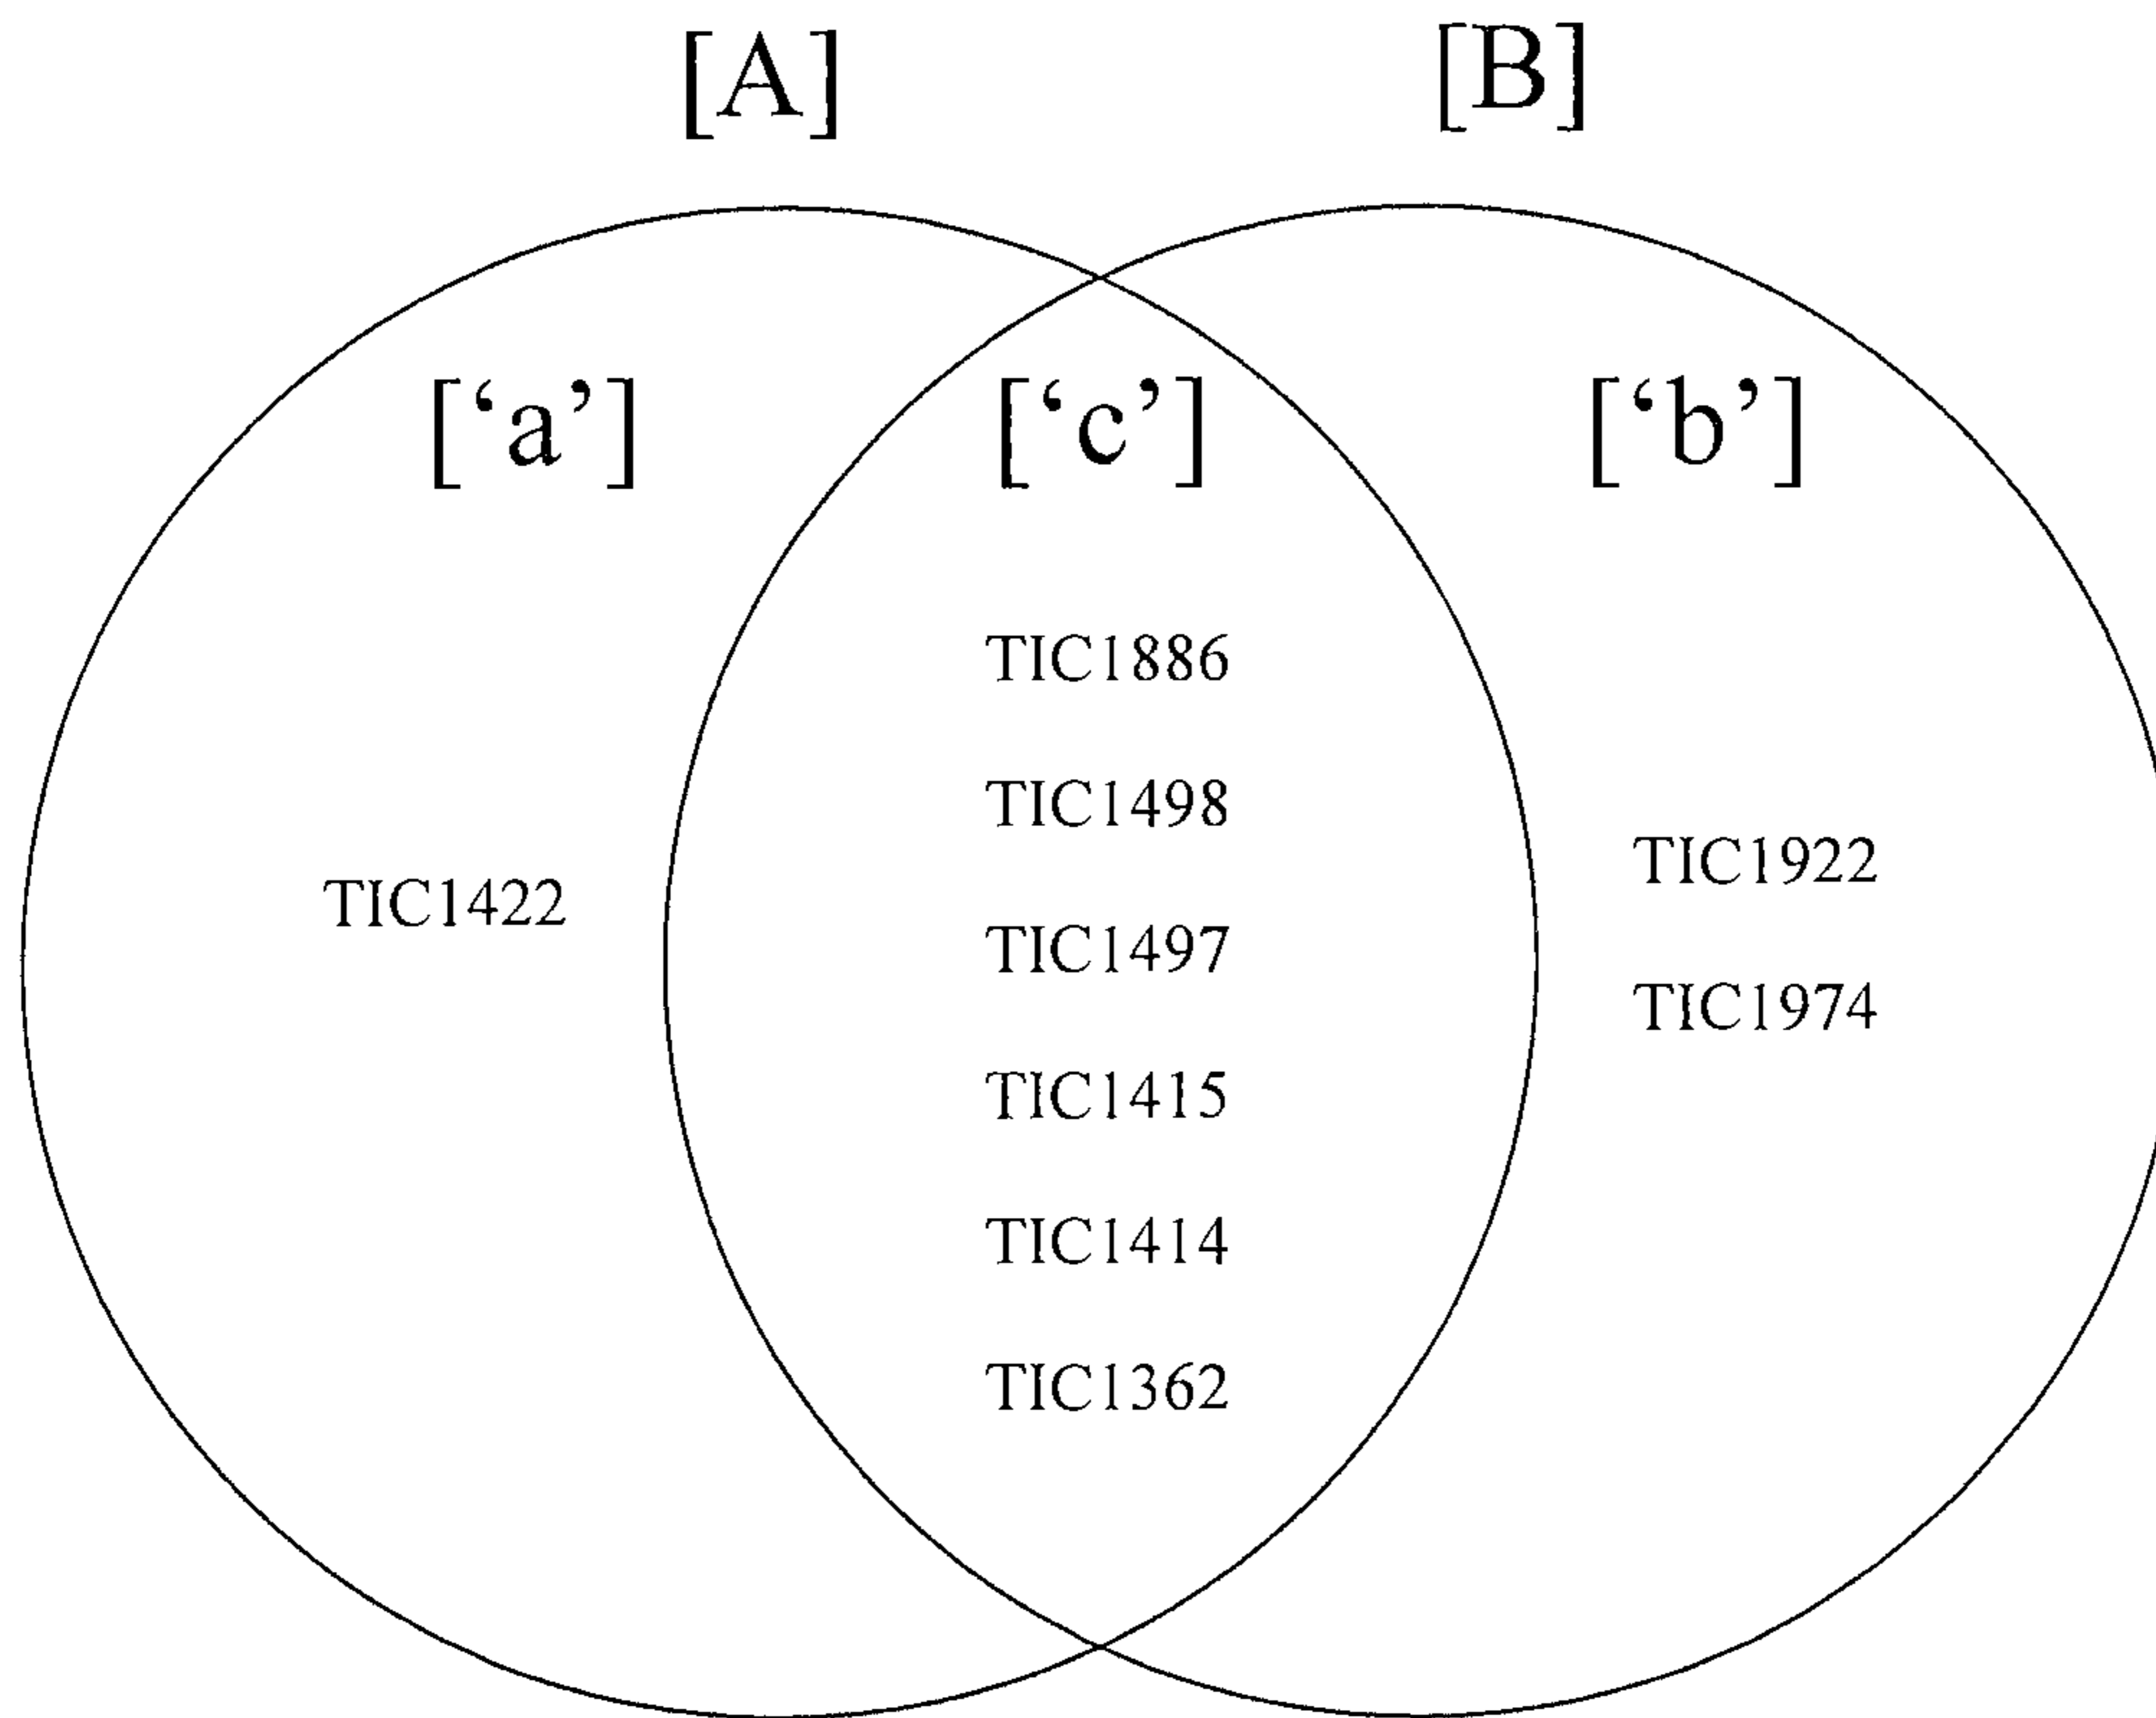 [A] [B]
[‘a’] [‘c’] [‘b’]
TIC1886
TIC1498
TIC1922
TIC1422
TIC1497
TIC1974
TIC1415
TIC1414
TIC1362